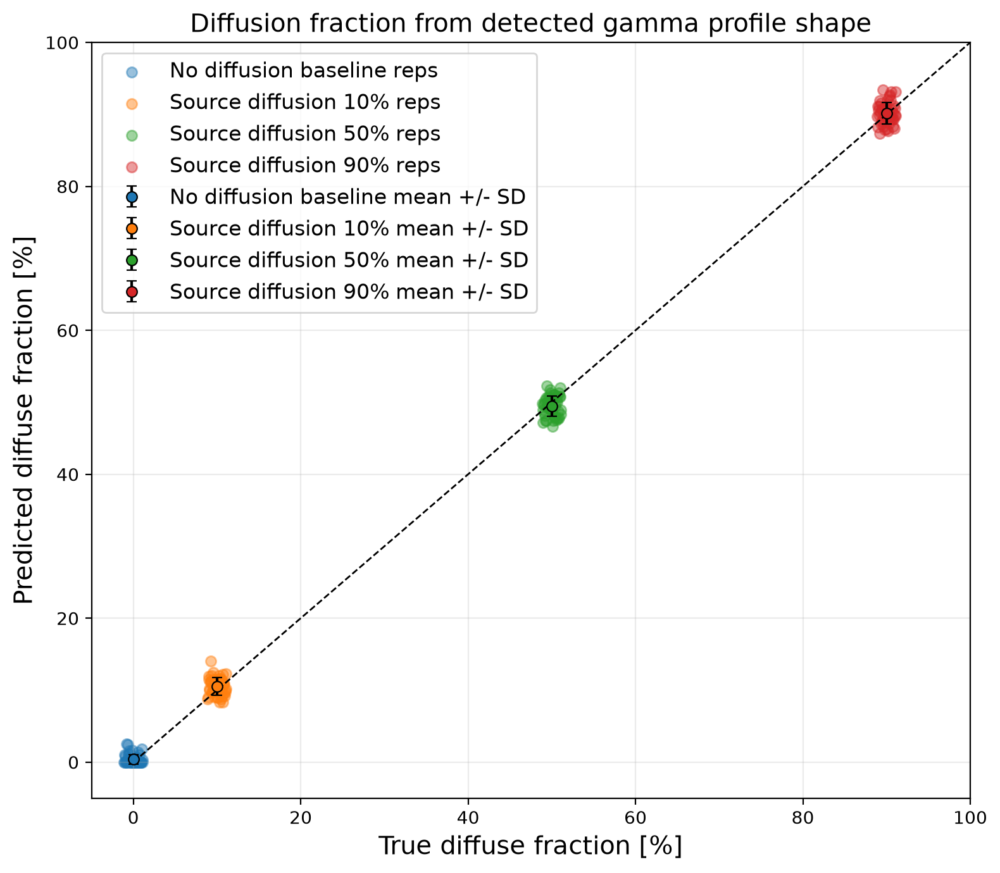 Diffusion fraction from detected gamma profile shape
100
80
60
40
20
0
Predicted diffuse fraction [%]
No diffusion baseline reps
Source diffusion 10% reps
Source diffusion 50% reps
Source diffusion 90% reps
No diffusion baseline mean +/- SD
Source diffusion 10% mean +/- SD
Source diffusion 50% mean +/- SD
Source diffusion 90% mean +/- SD
0 20 40 60 80 100
True diffuse fraction [%]